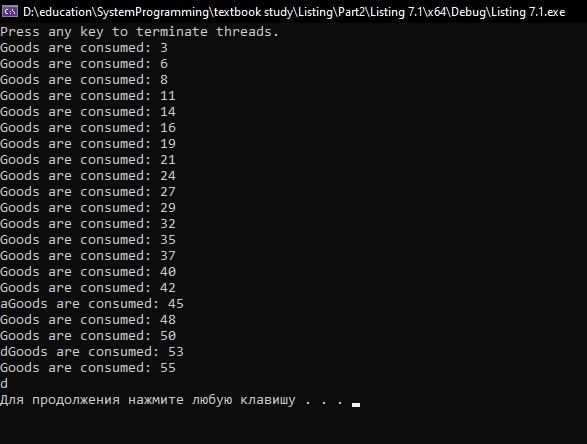 D:\education\SystemProgramming\textbook study\Listing\Part2\Listing 7.1\x64\Debug\Listing 7.1.exe
Press any key to terminate threads.
Goods are consumed: 3
Goods are consumed: 6
Goods are consumed: 8
Goods are consumed: 11
Goods are consumed: 14
Goods are consumed: 16
Goods are consumed: 19
Goods are consumed: 21
Goods are consumed: 24
Goods are consumed: 27
Goods are consumed: 29
Goods are consumed: 32
Goods are consumed: 35
Goods are consumed: 37
Goods are consumed: 40
Goods are consumed: 42
aGoods are consumed: 45
Goods are consumed: 48
Goods are consumed: 50
dGoods are consumed: 53
Goods are consumed: 55
d
Для продолжения нажмите любую клавишу . . .